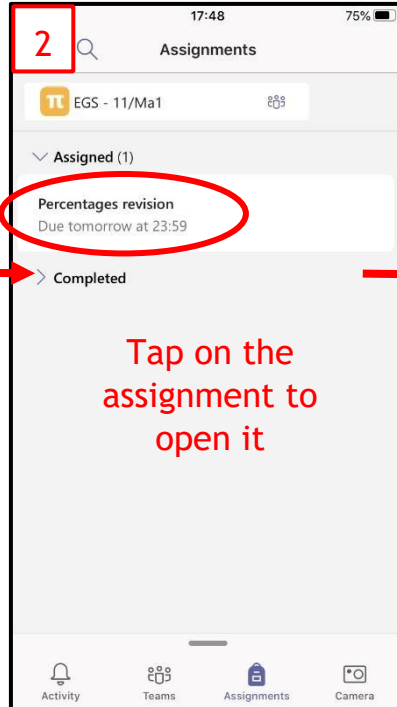 17:48
75%
2
Assignments
π EGS - 11/Ma1
Assigned (1)
Percentages revision
Due tomorrow at 23:59
Completed
Tap on the
assignment to
open it
Activity Teams Assignments Camera